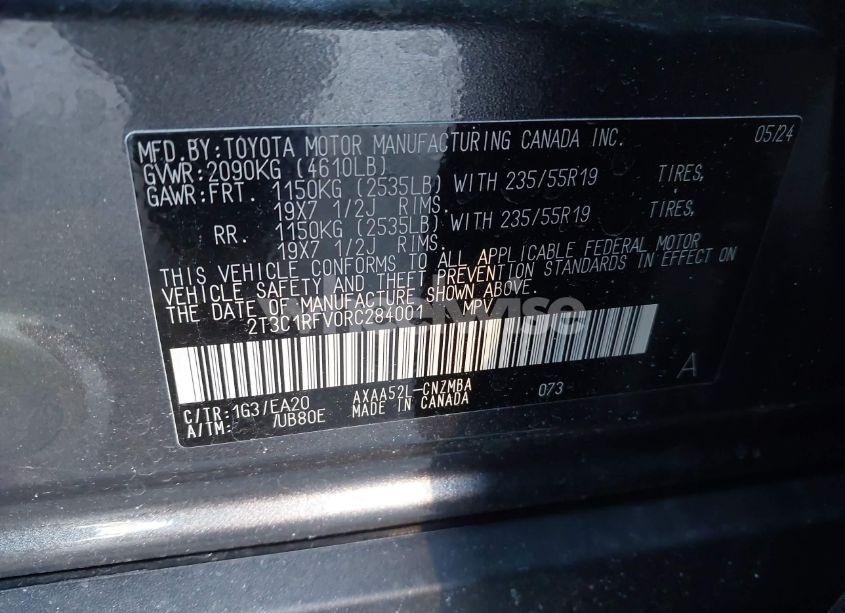 MFD.BY:TOYOTA MOTOR MANUFACTURING CANADA INC. 05/24
GVWR:2090KG (4610LB)
GAWR:FRT. 1150KG (2535LB) WITH 235/55R19 TIRES,
19X7 1/2J RIMS.
RR. 1150KG (2535LB) WITH 235/55R19 TIRES,
19X7 1/2J RIMS.
THIS VEHICLE CONFORMS TO ALL APPLICABLE FEDERAL MOTOR
VEHICLE SAFETY AND THEFT PREVENTION STANDARDS IN EFFECT ON
THE DATE OF MANUFACTURE SHOWN ABOVE.
2T3C1RFV0RC284001 MPV
C/TR:1G3/EA20 AXAA52L-CNZMBA 073 A
A/TM: /UB80E MADE IN CANADA